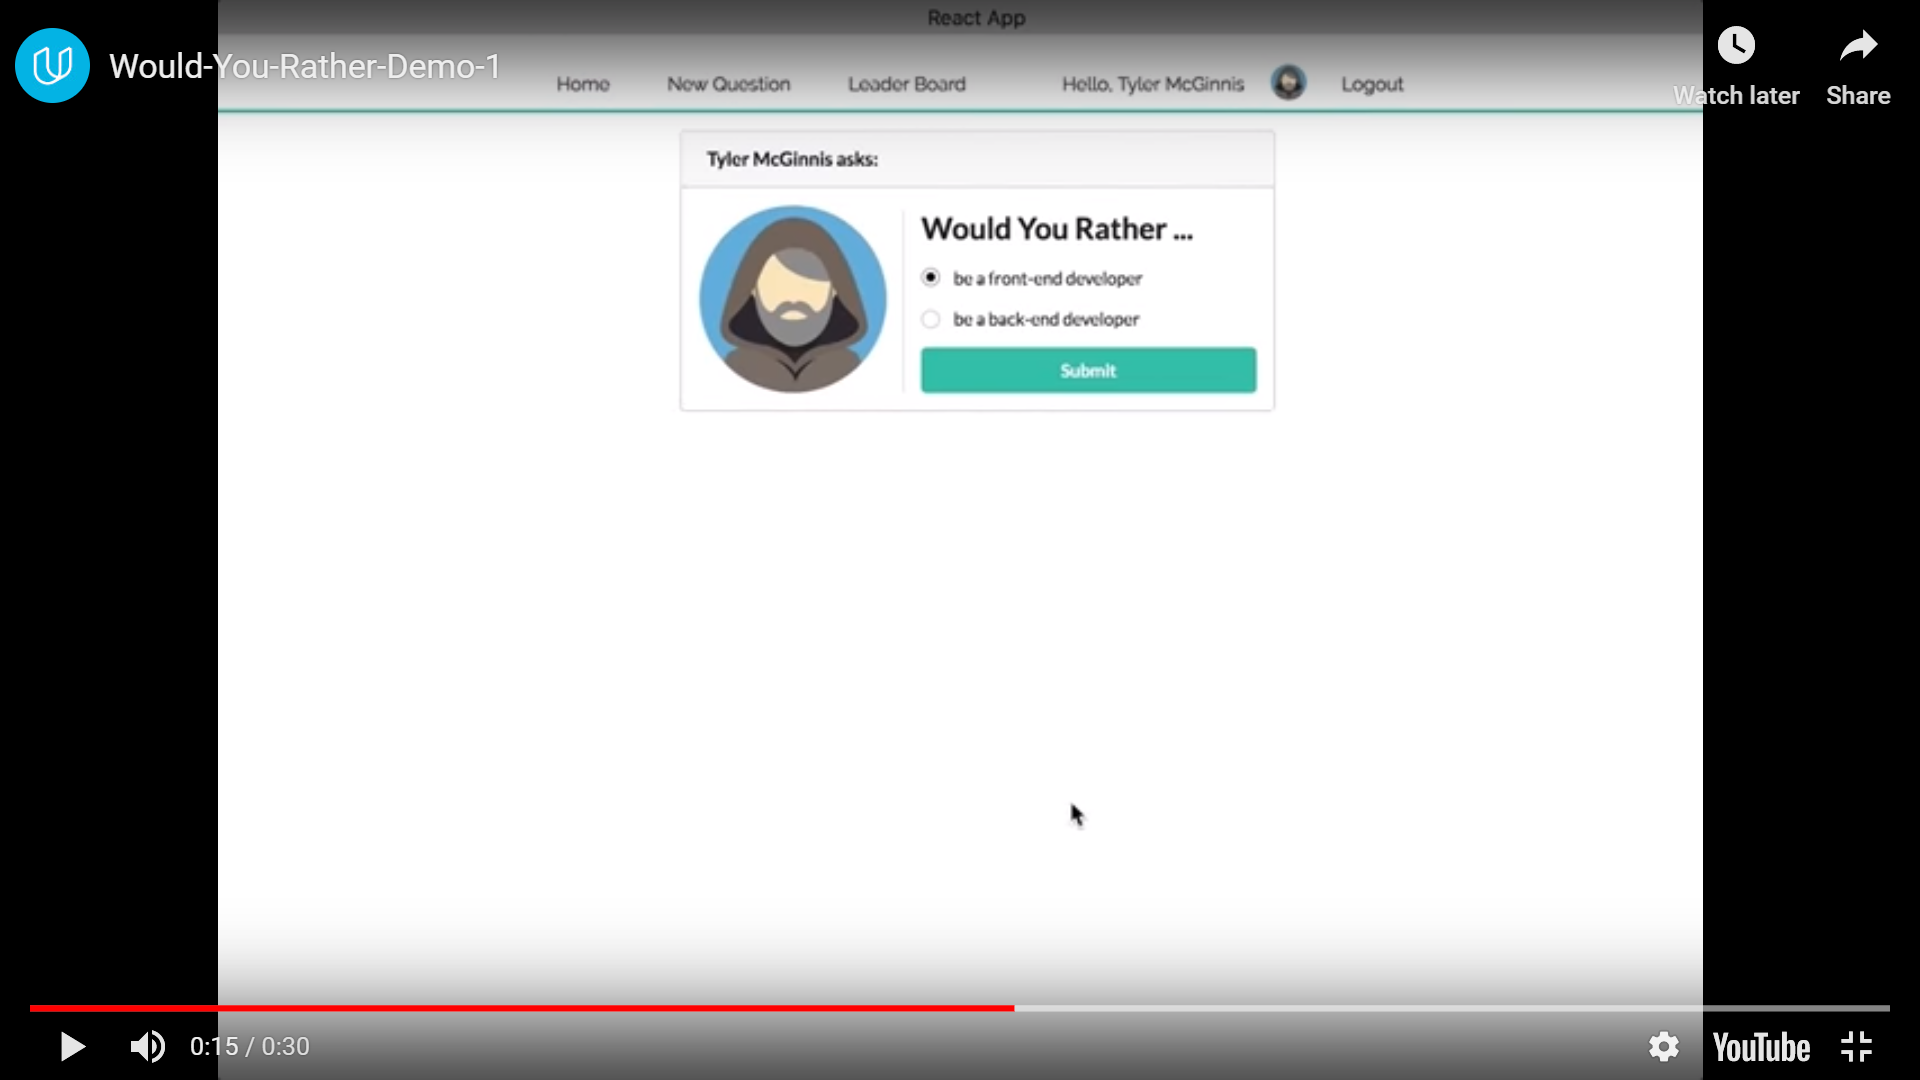 React App
Would-You-Rather-Demo-1
Watch later
Share
Home
New Question
Leader Board
Hello, Tyler McGinnis
Logout
Tyler McGinnis asks:
Would You Rather ...
be a front-end developer
be a back-end developer
Submit
0:15 / 0:30
YouTube